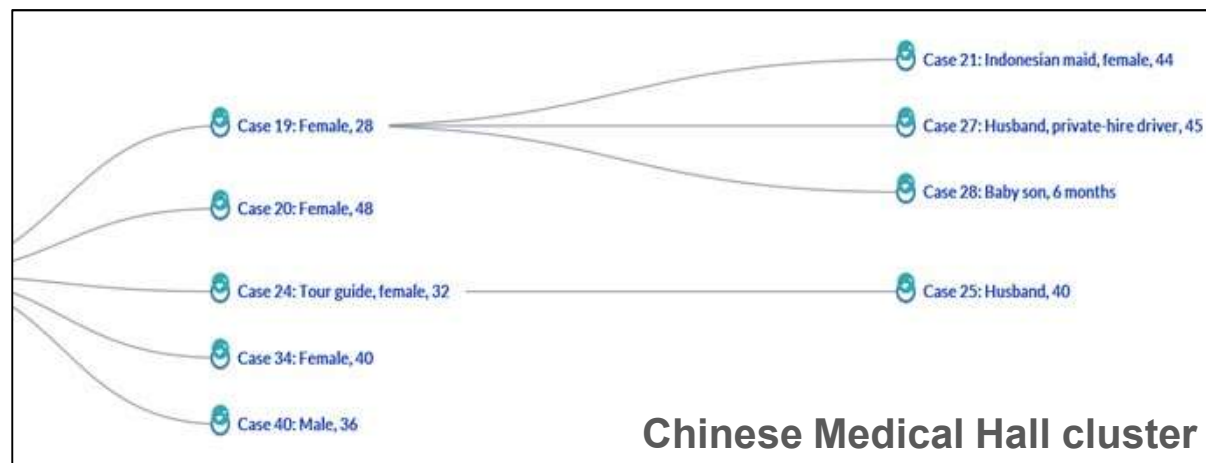 Case 21: Indonesian maid, female, 44
Case 19: Female, 28
Case 27: Husband, private-hire driver, 45
Case 28: Baby son, 6 months
Case 20: Female, 48
Case 24: Tour guide, female, 32
Case 25: Husband, 40
Case 34: Female, 40
Case 40: Male, 36
Chinese Medical Hall cluster